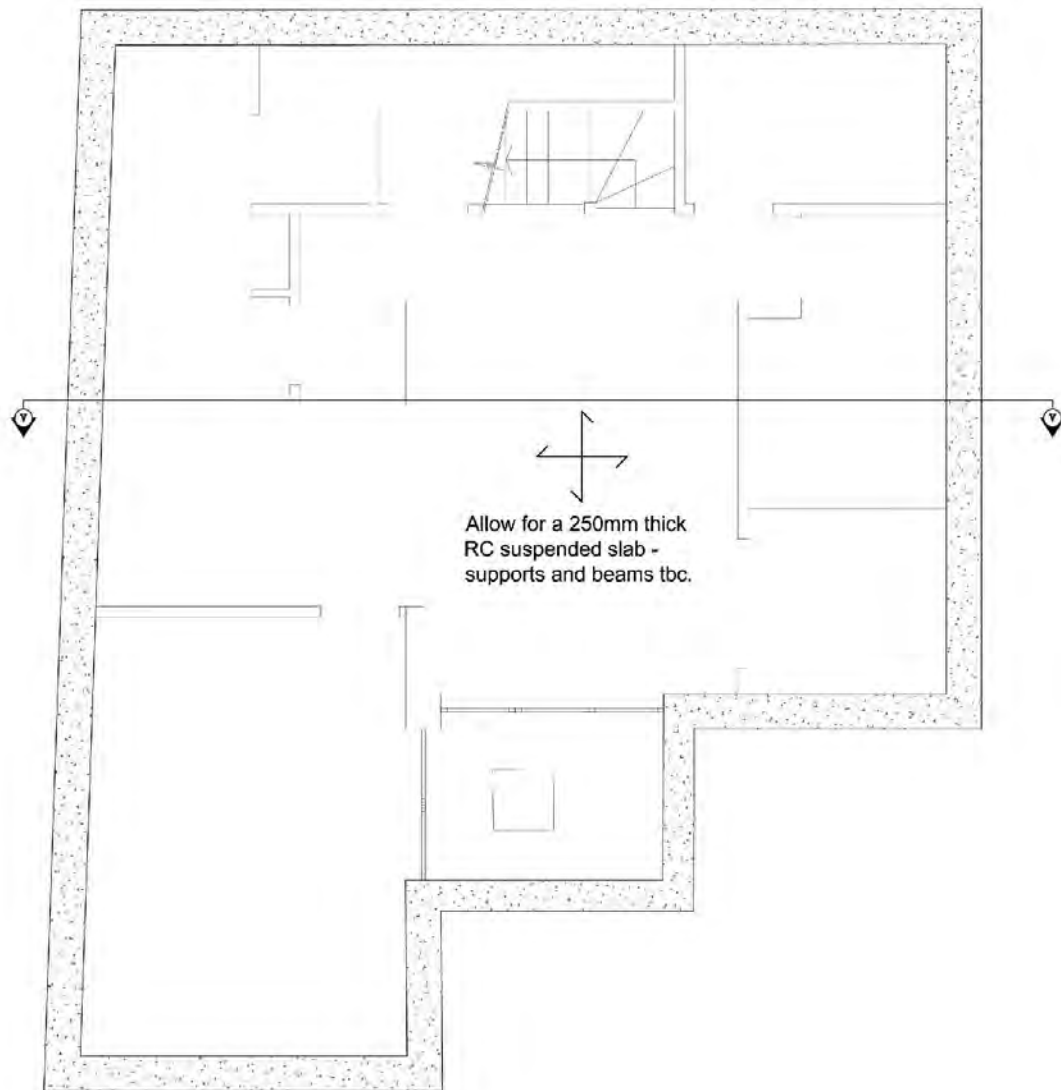 Y
Y
Allow for a 250mm thick
RC suspended slab -
supports and beams tbc.